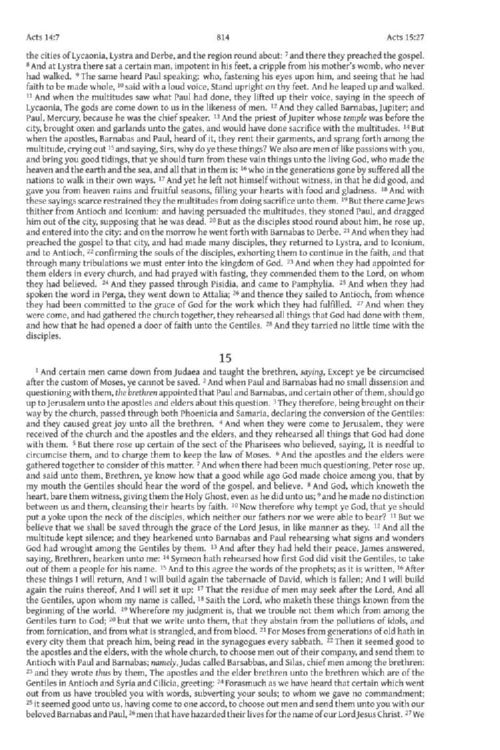 Acts 14:7 814 Acts 15:27
the cities of Lycaonia, Lystra and Derbe, and the region round about: 7 and there they preached the gospel.
8 And at Lystra there sat a certain man, impotent in his feet, a cripple from his mother's womb, who never
had walked. 9 The same heard Paul speaking: who, fastening his eyes upon him, and seeing that he had
faith to be made whole, 10 said with a loud voice, Stand upright on thy feet. And he leaped up and walked.
11 And when the multitudes saw what Paul had done, they lifted up their voice, saying in the speech of
Lycaonia, The gods are come down to us in the likeness of men. 12 And they called Barnabas, Jupiter; and
Paul, Mercury, because he was the chief speaker. 13 And the priest of Jupiter whose temple was before the
city, brought oxen and garlands unto the gates, and would have done sacrifice with the multitudes. 14 But
when the apostles, Barnabas and Paul, heard of it, they rent their garments, and sprang forth among the
multitude, crying out 15 and saying, Sirs, why do ye these things? We also are men of like passions with you,
and bring you good tidings, that ye should turn from these vain things unto the living God, who made the
heaven and the earth and the sea, and all that in them is: 16 who in the generations gone by suffered all the
nations to walk in their own ways. 17 And yet he left not himself without witness, in that he did good, and
gave you from heaven rains and fruitful seasons, filling your hearts with food and gladness. 18 And with
these sayings scarce restrained they the multitudes from doing sacrifice unto them. 19 But there came Jews
thither from Antioch and Iconium: and having persuaded the multitudes, they stoned Paul, and dragged
him out of the city, supposing that he was dead. 20 But as the disciples stood round about him, he rose up,
and entered into the city: and on the morrow he went forth with Barnabas to Derbe. 21 And when they had
preached the gospel to that city, and had made many disciples, they returned to Lystra, and to Iconium,
and to Antioch, 22 confirming the souls of the disciples, exhorting them to continue in the faith, and that
through many tribulations we must enter into the kingdom of God. 23 And when they had appointed for
them elders in every church, and had prayed with fasting, they commended them to the Lord, on whom
they had believed. 24 And they passed through Pisidia, and came to Pamphylia. 25 And when they had
spoken the word in Perga, they went down to Attalia; 26 and thence they sailed to Antioch, from whence
they had been committed to the grace of God for the work which they had fulfilled. 27 And when they
were come, and had gathered the church together, they rehearsed all things that God had done with them,
and how that he had opened a door of faith unto the Gentiles. 28 And they tarried no little time with the
disciples.
15
1 And certain men came down from Judaea and taught the brethren, saying, Except ye be circumcised
after the custom of Moses, ye cannot be saved. 2 And when Paul and Barnabas had no small dissension and
questioning with them, the brethren appointed that Paul and Barnabas, and certain other of them, should go
up to Jerusalem unto the apostles and elders about this question. 3 They therefore, being brought on their
way by the church, passed through both Phoenicia and Samaria, declaring the conversion of the Gentiles:
and they caused great joy unto all the brethren. 4 And when they were come to Jerusalem, they were
received of the church and the apostles and the elders, and they rehearsed all things that God had done
with them. 5 But there rose up certain of the sect of the Pharisees who believed, saying, It is needful to
circumcise them, and to charge them to keep the law of Moses. 6 And the apostles and the elders were
gathered together to consider of this matter. 7 And when there had been much questioning, Peter rose up,
and said unto them, Brethren, ye know how that a good while ago God made choice among you, that by
my mouth the Gentiles should hear the word of the gospel, and believe. 8 And God, which knoweth the
heart, bare them witness, giving them the Holy Ghost, even as he did unto us; 9 and he made no distinction
between us and them, cleansing their hearts by faith. 10 Now therefore why tempt ye God, that ye should
put a yoke upon the neck of the disciples, which neither our fathers nor we were able to bear? 11 But we
believe that we shall be saved through the grace of the Lord Jesus, in like manner as they. 12 And all the
multitude kept silence; and they hearkened unto Barnabas and Paul rehearsing what signs and wonders
God had wrought among the Gentiles by them. 13 And after they had held their peace, James answered,
saying, Brethren, hearken unto me: 14 Symeon hath rehearsed how first God did visit the Gentiles, to take
out of them a people for his name. 15 And to this agree the words of the prophets; as it is written, 16 After
these things I will return, And I will build again the tabernacle of David, which is fallen; And I will build
again the ruins thereof, And I will set it up: 17 That the residue of men may seek after the Lord, And all
the Gentiles, upon whom my name is called, 18 Saith the Lord, who maketh these things known from the
beginning of the world. 19 Wherefore my judgment is, that we trouble not them which from among the
Gentiles turn to God; 20 but that we write unto them, that they abstain from the pollutions of idols, and
from fornication, and from what is strangled, and from blood. 21 For Moses from generations of old hath in
every city them that preach him, being read in the synagogues every sabbath. 22 Then it seemed good to
the apostles and the elders, with the whole church, to choose men out of their company, and send them to
Antioch with Paul and Barnabas; namely, Judas called Barsabbas, and Silas, chief men among the brethren:
23 and they wrote thus by them, The apostles and the elder brethren unto the brethren which are of the
Gentiles in Antioch and Syria and Cilicia, greeting: 24 Forasmuch as we have heard that certain which went
out from us have troubled you with words, subverting your souls; to whom we gave no commandment;
25 it seemed good unto us, having come to one accord, to choose out men and send them unto you with our
beloved Barnabas and Paul, 26 men that have hazarded their lives for the name of our Lord Jesus Christ. 27 We